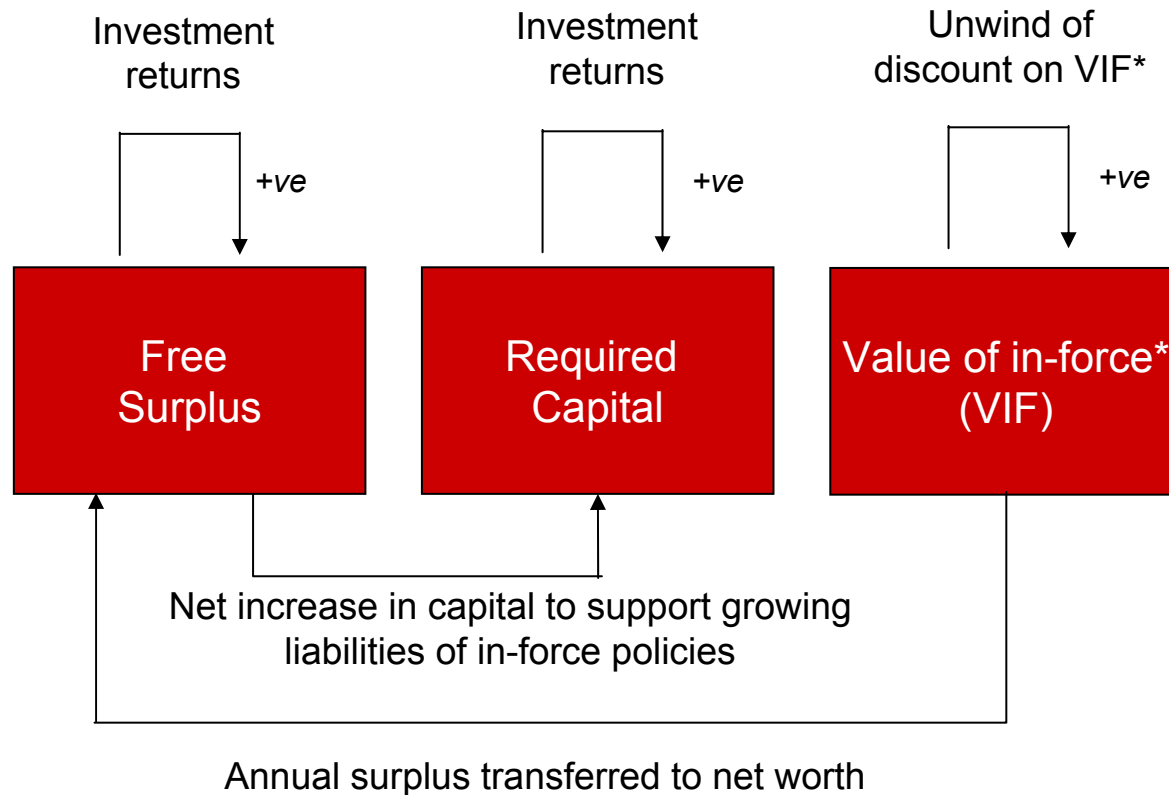 Investment
returns
Investment
returns
Unwind of
discount on VIF*
+ve
+ve
+ve
Free
Surplus
Required
Capital
Value of in-force*
(VIF)
Net increase in capital to support growing
liabilities of in-force policies
Annual surplus transferred to net worth